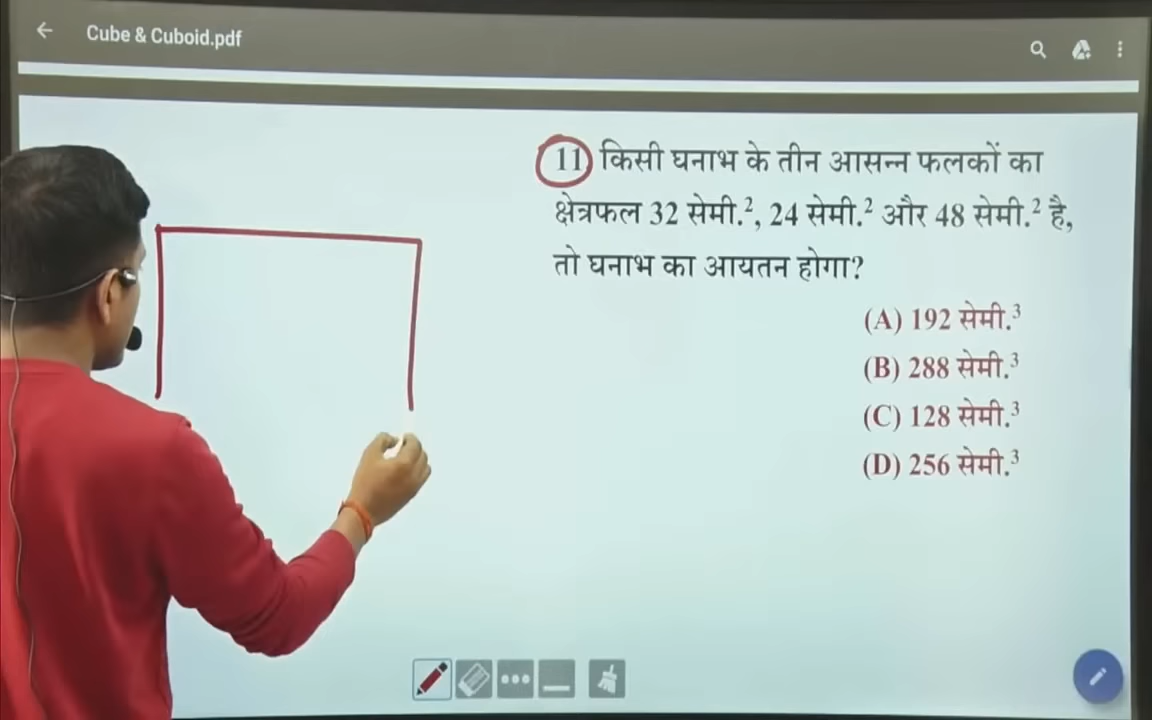 Cube & Cuboid.pdf
11) किसी घनाभ के तीन आसन्न फलकों का
क्षेत्रफल 32 सेमी.², 24 सेमी.² और 48 सेमी.² है,
तो घनाभ का आयतन होगा?
(A) 192 सेमी.³
(B) 288 सेमी.³
(C) 128 सेमी.³
(D) 256 सेमी.³